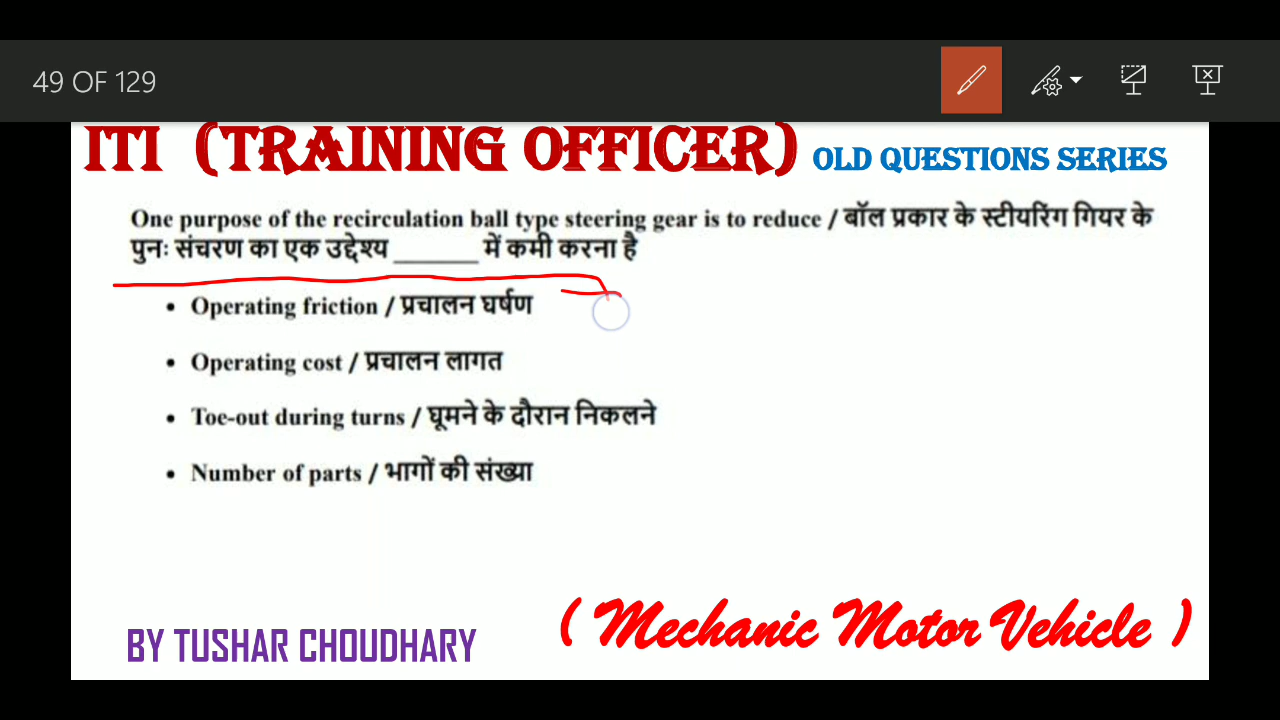 49 OF 129
ITI (TRAINING OFFICER) OLD QUESTIONS SERIES
One purpose of the recirculation ball type steering gear is to reduce / बॉल प्रकार के स्टीयरिंग गियर के
पुनः संचरण का एक उद्देश्य _______ में कमी करना है
• Operating friction / प्रचालन घर्षण
• Operating cost / प्रचालन लागत
• Toe-out during turns / घूमने के दौरान निकलने
• Number of parts / भागों की संख्या
BY TUSHAR CHOUDHARY
( Mechanic Motor Vehicle )